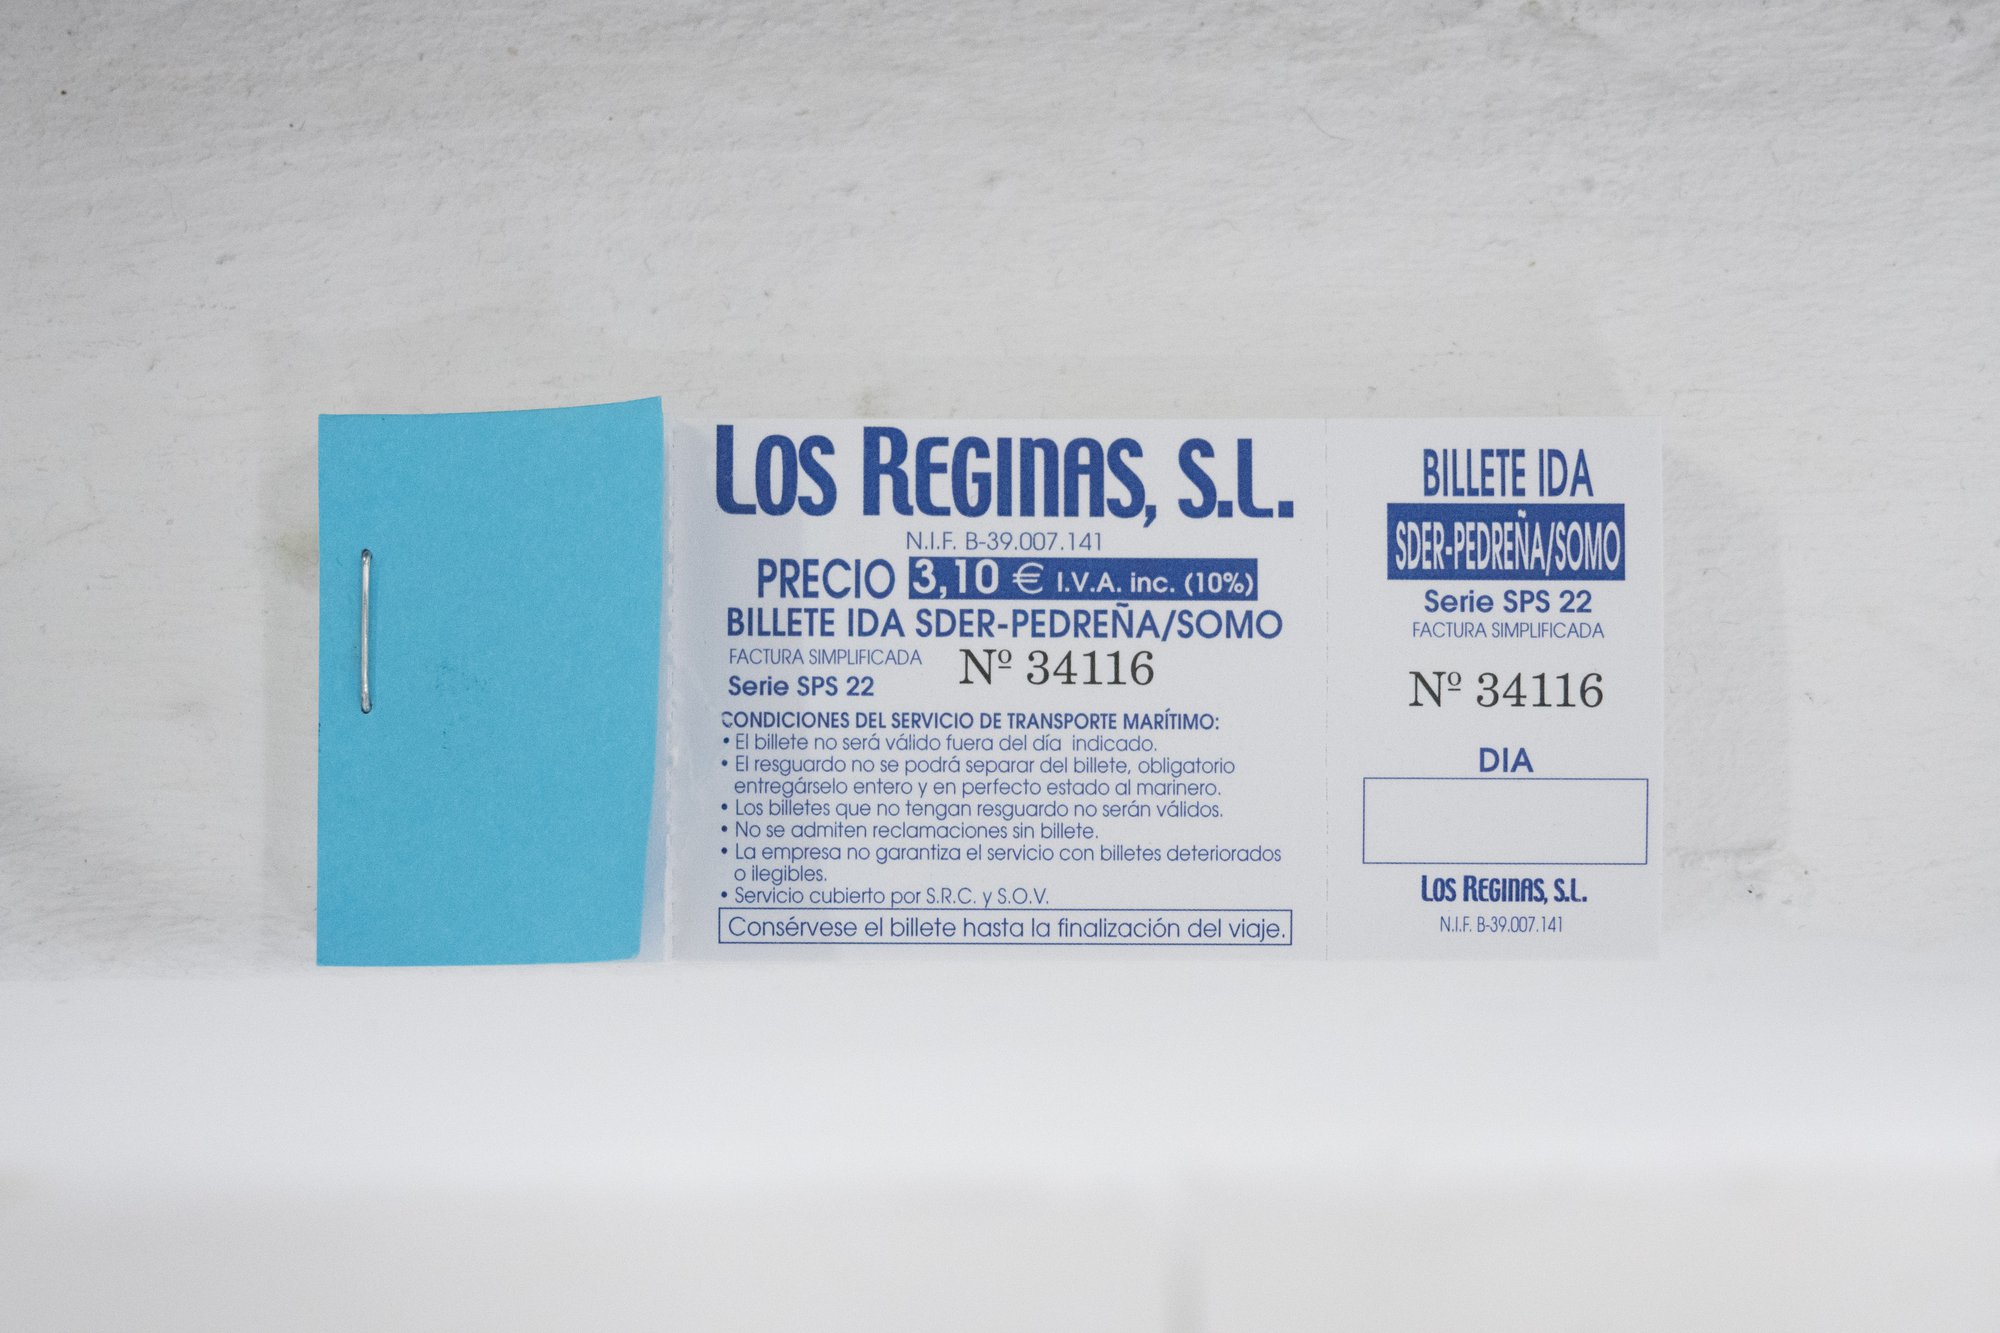 LOS REGINAS, S.L.
N.I.F. B-39.007.141
PRECIO 3,10 € I.V.A. inc. (10%)
BILLETE IDA SDER-PEDREÑA/SOMO
FACTURA SIMPLIFICADA
Serie SPS 22
Nº 34116
CONDICIONES DEL SERVICIO DE TRANSPORTE MARÍTIMO:
• El billete no será válido fuera del día indicado.
• El resguardo no se podrá separar del billete, obligatorio
entregárselo entero y en perfecto estado al marinero.
• Los billetes que no tengan resguardo no serán válidos.
• No se admiten reclamaciones sin billete.
• La empresa no garantiza el servicio con billetes deteriorados
o ilegibles.
• Servicio cubierto por S.R.C. y S.O.V.
Consérvese el billete hasta la finalización del viaje.
BILLETE IDA
SDER-PEDREÑA/SOMO
Serie SPS 22
FACTURA SIMPLIFICADA
Nº 34116
DIA
LOS REGINAS, S.L.
N.I.F. B-39.007.141